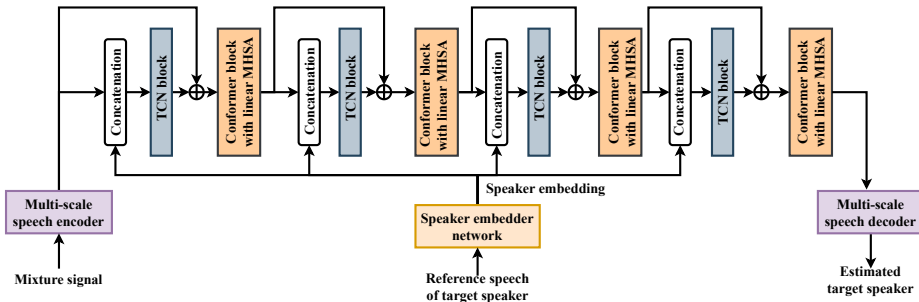 Concatenation
TCN block
Conformer block
with linear MHSA
Concatenation
TCN block
Conformer block
with linear MHSA
Concatenation
TCN block
Conformer block
with linear MHSA
Concatenation
TCN block
Conformer block
with linear MHSA
Speaker embedding
Multi-scale
speech encoder
Speaker embedder
network
Multi-scale
speech decoder
Mixture signal
Reference speech
of target speaker
Estimated
target speaker